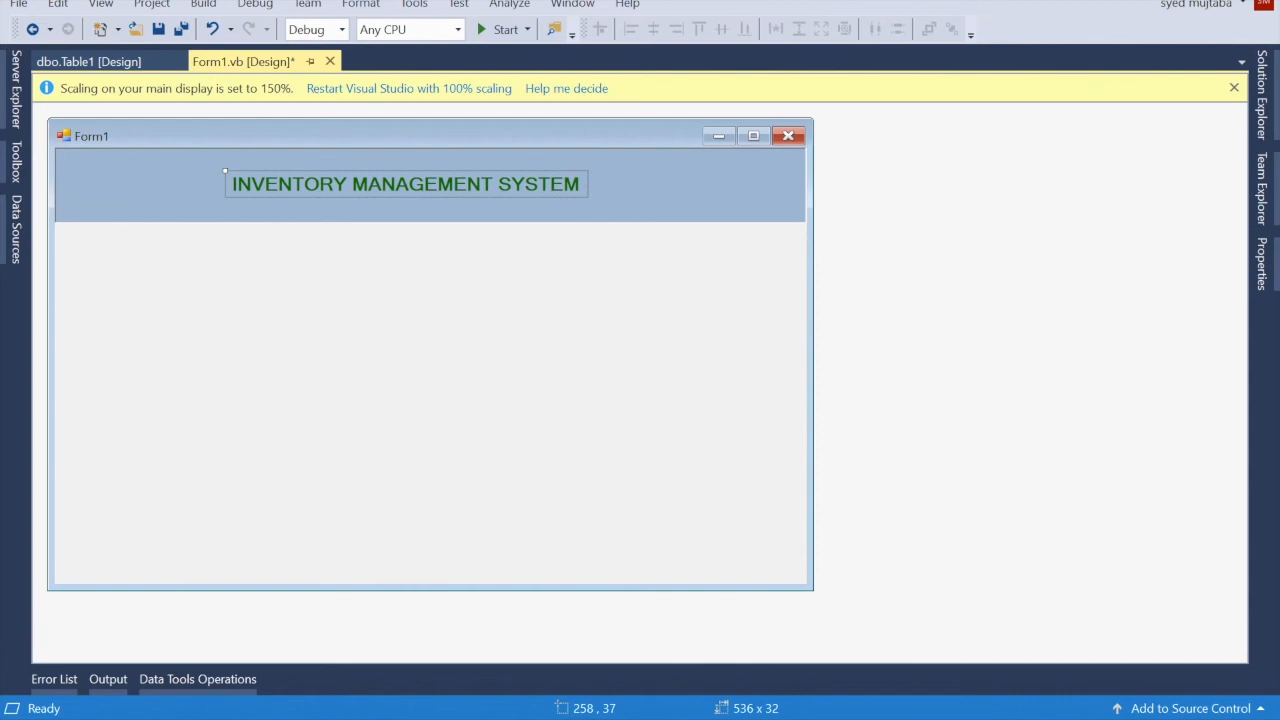 File Edit View Project Build Debug Team Format Tools Test Analyze Window Help syed mujtaba SM
Debug Any CPU Start
dbo.Table1 [Design] Form1.vb [Design]*
Scaling on your main display is set to 150%. Restart Visual Studio with 100% scaling Help me decide
Form1
INVENTORY MANAGEMENT SYSTEM
Server Explorer
Toolbox
Data Sources
Solution Explorer
Team Explorer
Properties
Error List Output Data Tools Operations
Ready 258 , 37 536 x 32 Add to Source Control